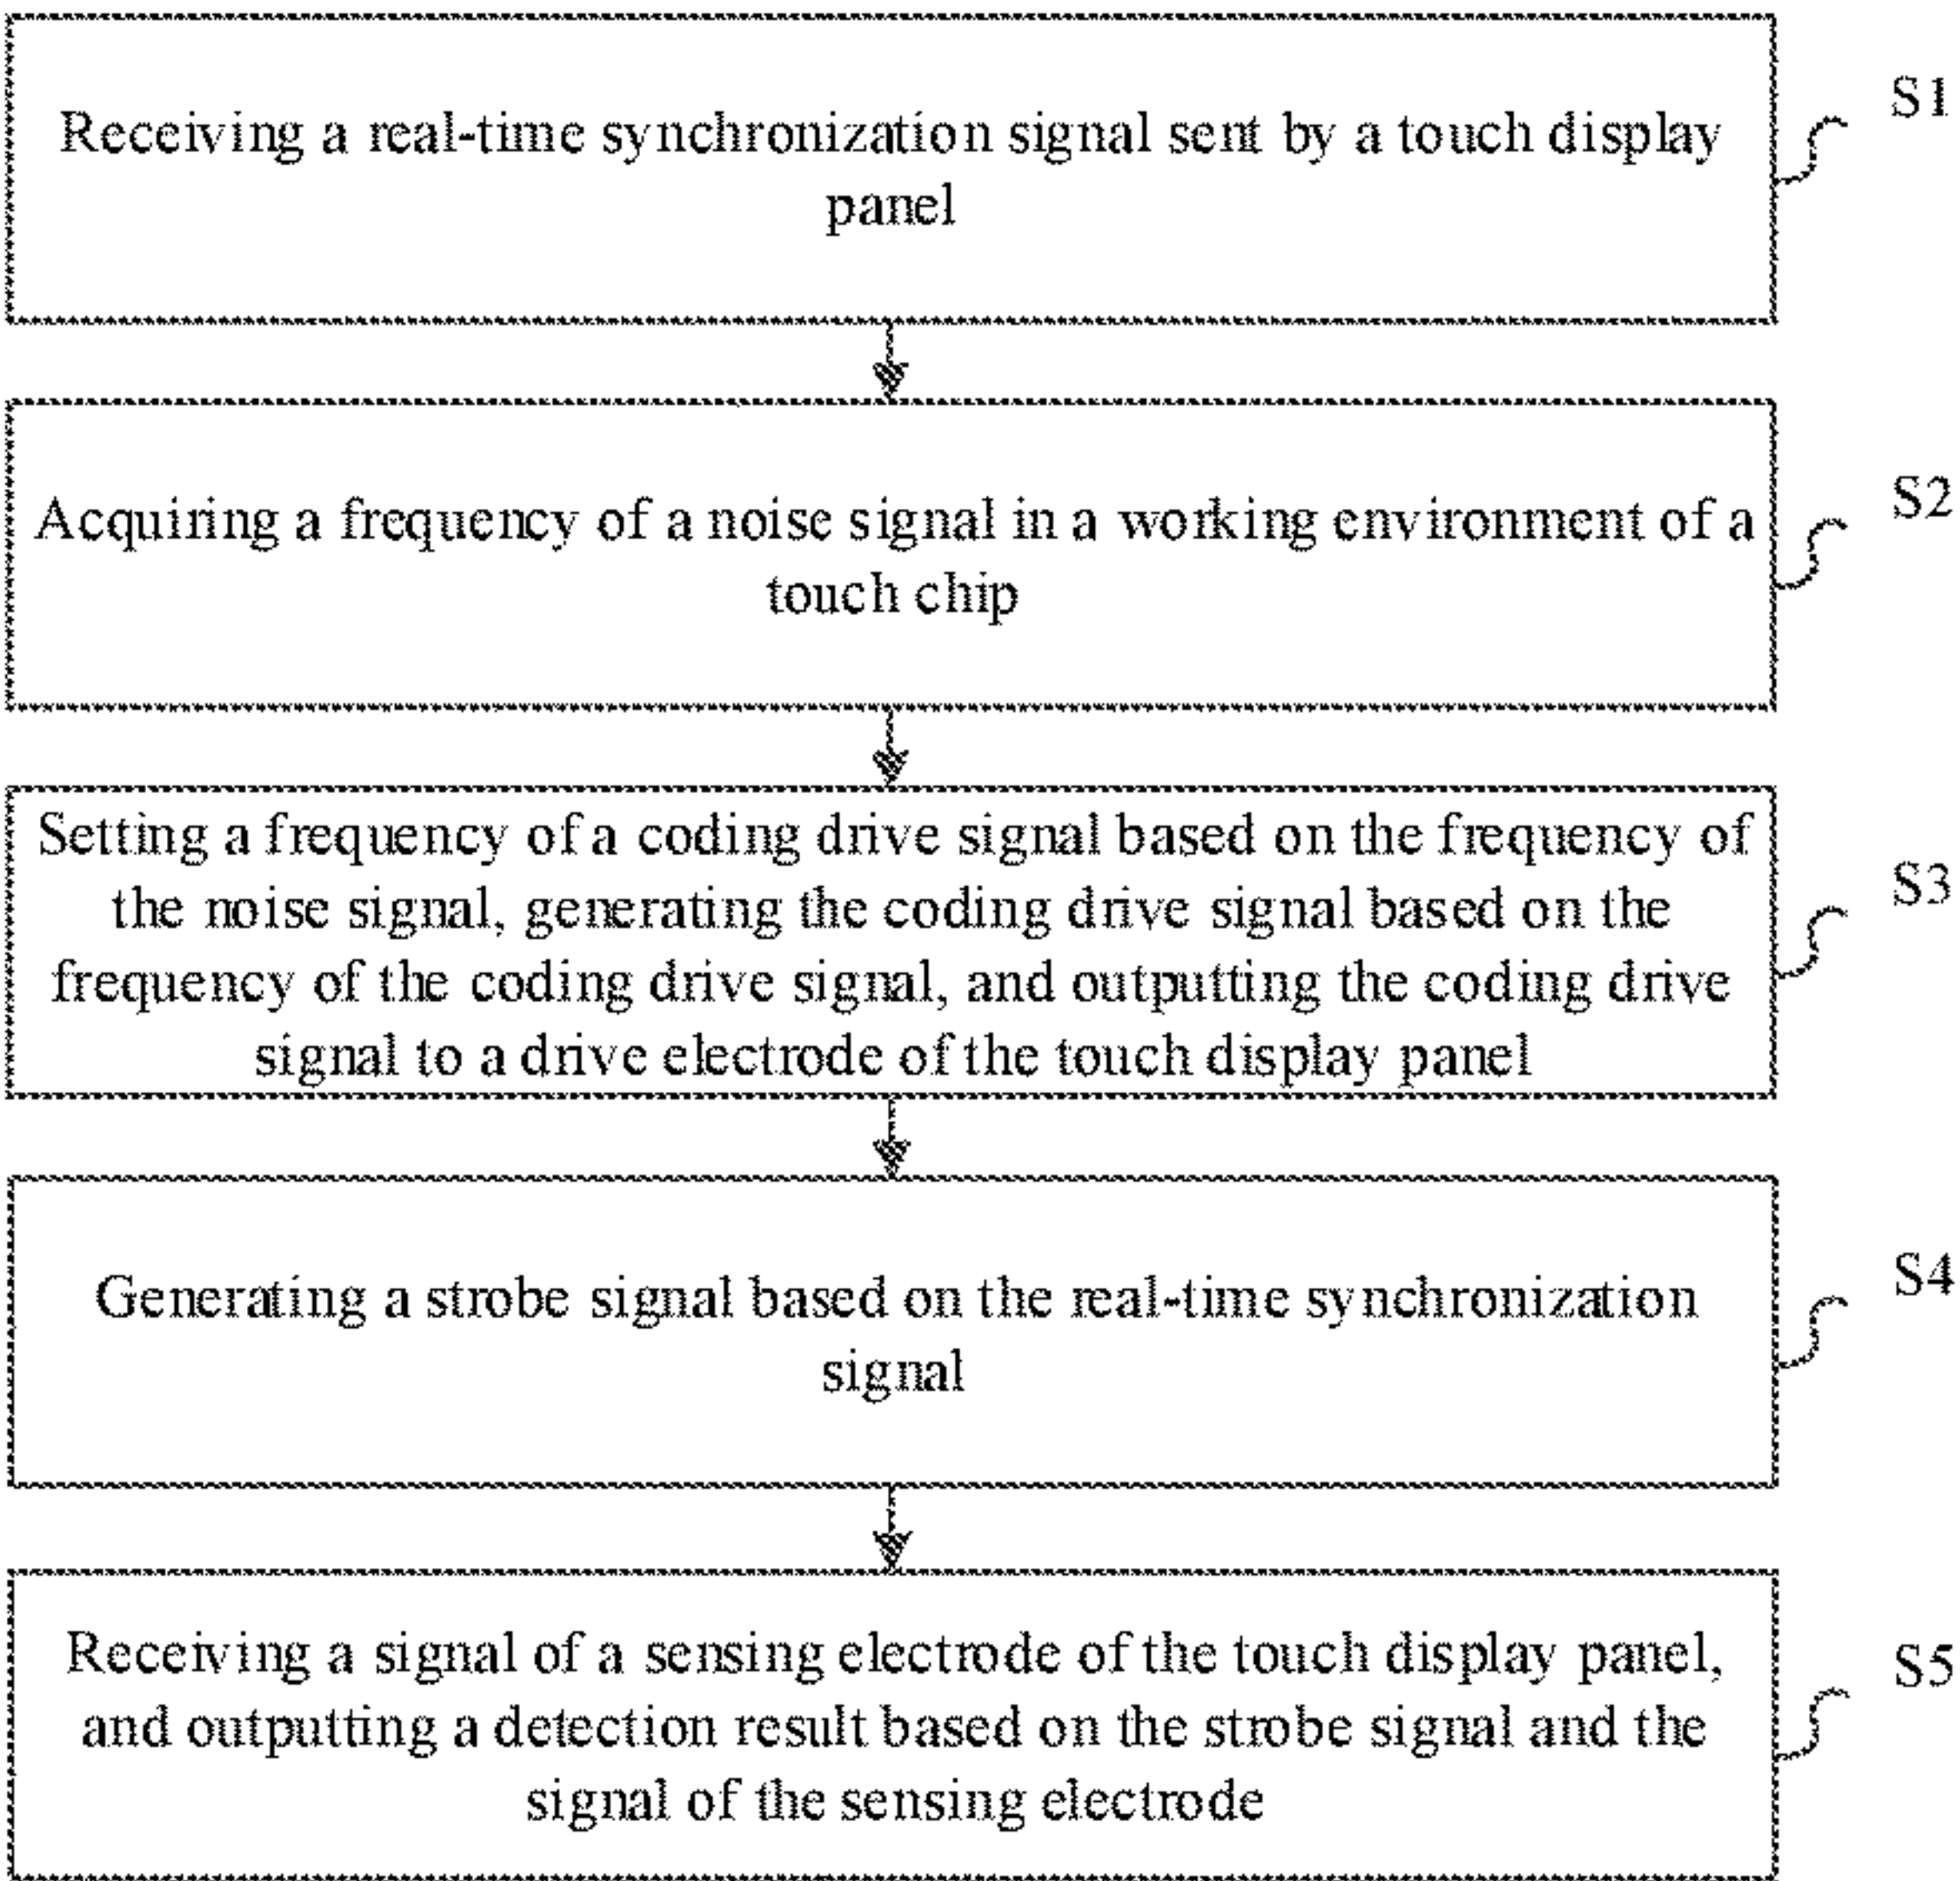 Receiving a real-time synchronization signal sent by a touch display
panel
S1
Acquiring a frequency of a noise signal in a working environment of a
touch chip
S2
Setting a frequency of a coding drive signal based on the frequency of
the noise signal, generating the coding drive signal based on the
frequency of the coding drive signal, and outputting the coding drive
signal to a drive electrode of the touch display panel
S3
Generating a strobe signal based on the real-time synchronization
signal
S4
Receiving a signal of a sensing electrode of the touch display panel,
and outputting a detection result based on the strobe signal and the
signal of the sensing electrode
S5